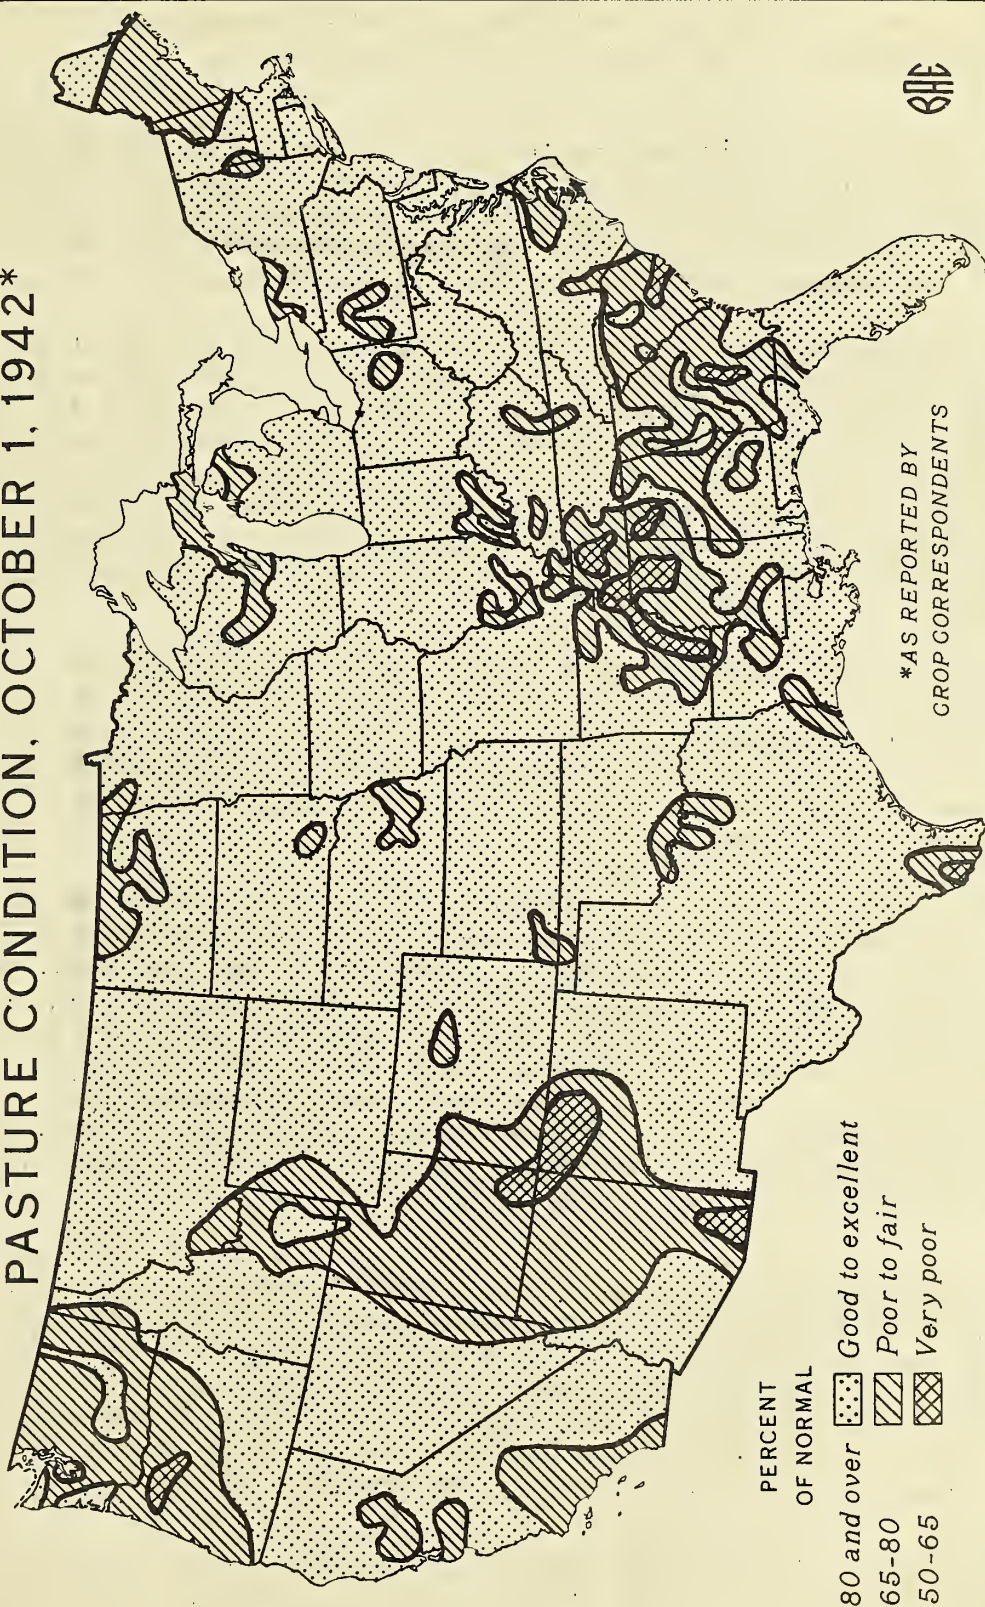 PASTURE CONDITION, OCTOBER 1, 1942*
PERCENT
OF NORMAL
80 and over Good to excellent
65-80 Poor to fair
50-65 Very poor
*AS REPORTED BY
CROP CORRESPONDENTS
BAE